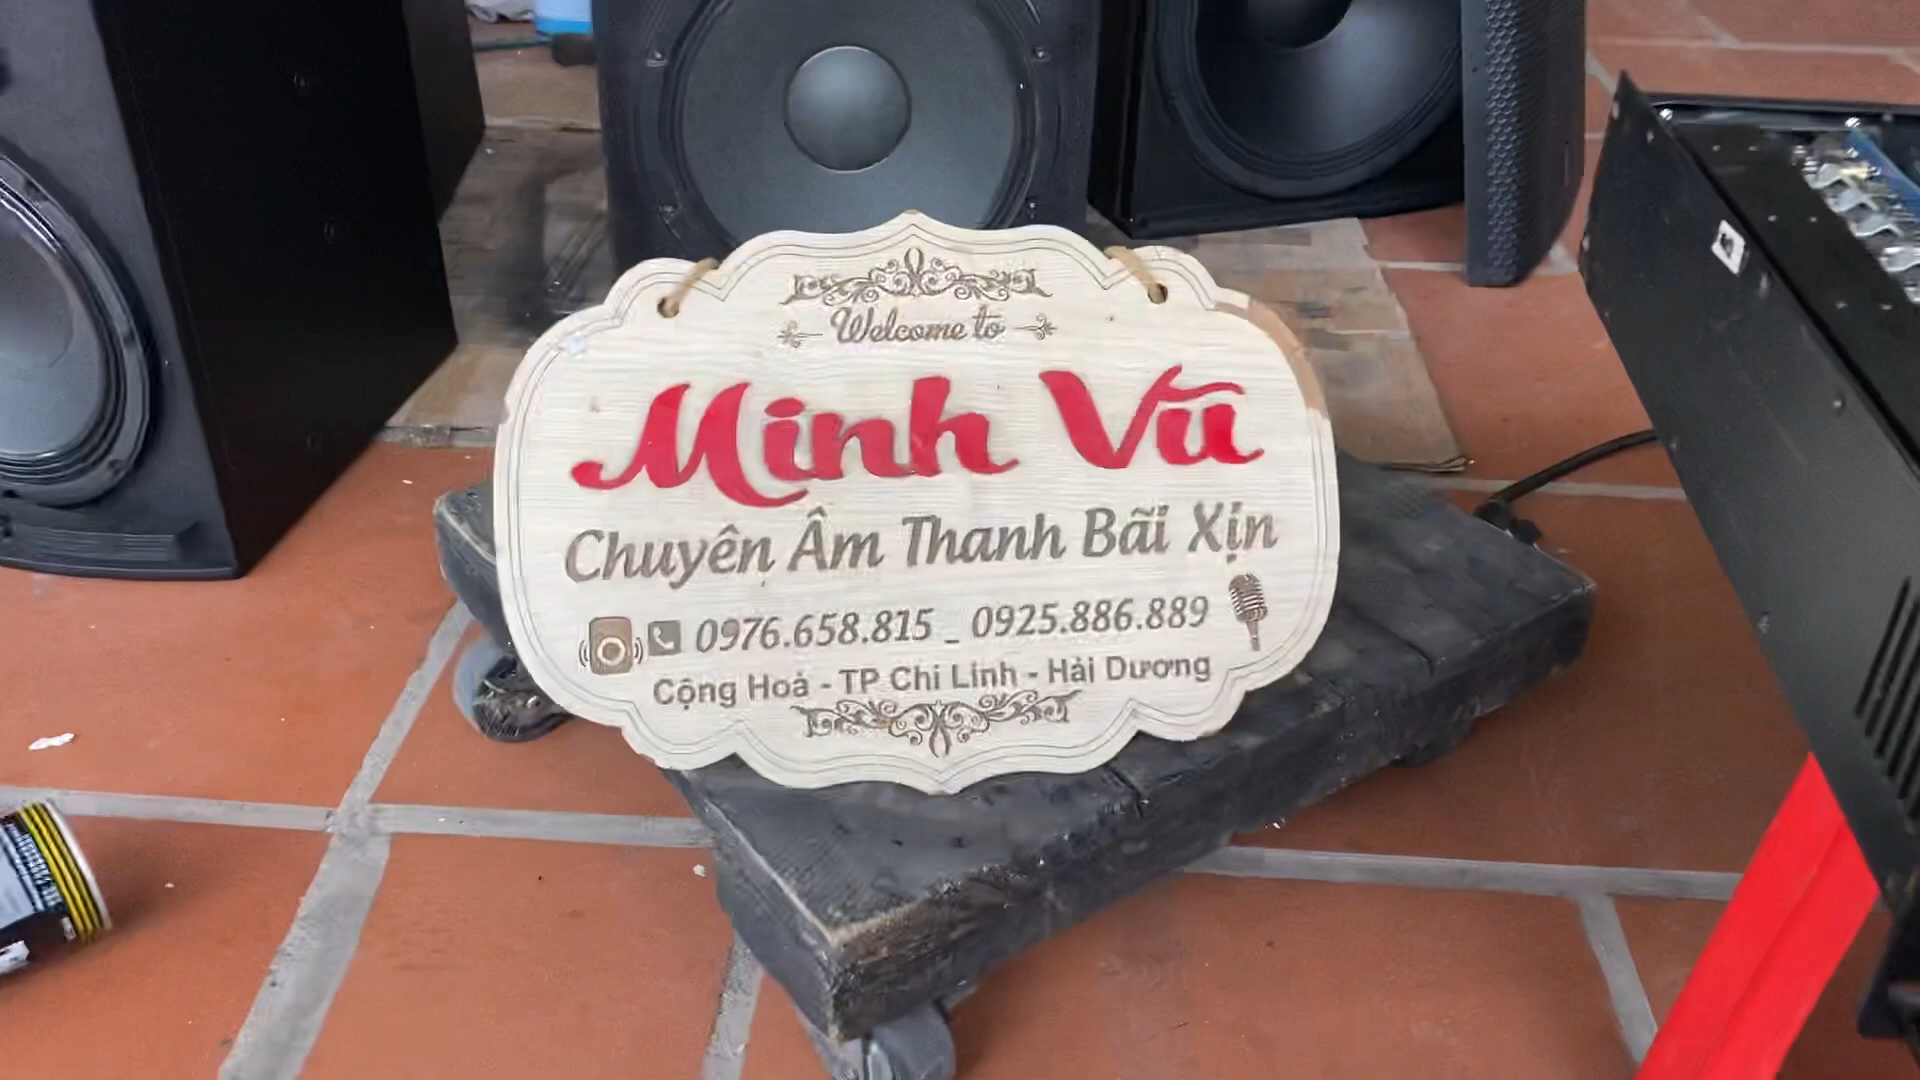 Welcome to
Minh Vũ
Chuyên Âm Thanh Bãi Xịn
0976.658.815 _ 0925.886.889
Cộng Hoà - TP Chí Linh - Hải Dương